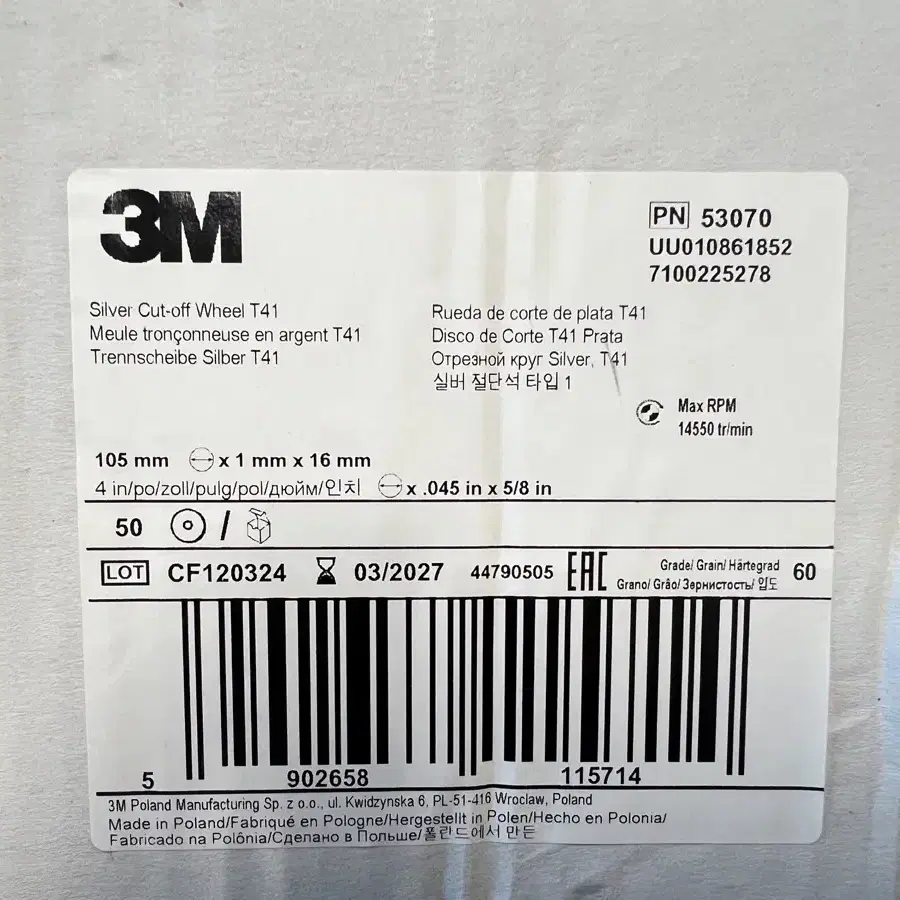 3M
PN 53070
UU010861852
7100225278
Silver Cut-off Wheel T41
Meule tronçonneuse en argent T41
Trennscheibe Silber T41
Rueda de corte de plata T41
Disco de Corte T41 Prata
Отрезной круг Silver, T41
실버 절단석 타입 1
Max RPM
14550 tr/min
105 mm x 1 mm x 16 mm
4 in/po/zoll/pulg/pol/дюйм/인치 x .045 in x 5/8 in
50 /
LOT CF120324 03/2027 44790505 EAC
Grade/ Grain/ Härtegrad
Grano/ Grâo/ Зернистость/ 입도 60
5 902658 115714
3M Poland Manufacturing Sp. z o.o., ul. Kwidzynska 6, PL-51-416 Wroclaw, Poland
Made in Poland/Fabriqué en Pologne/Hergestellt in Polen/Hecho en Polonia/
Fabricado na Polônia/Сделано в Польше/폴란드에서 만든